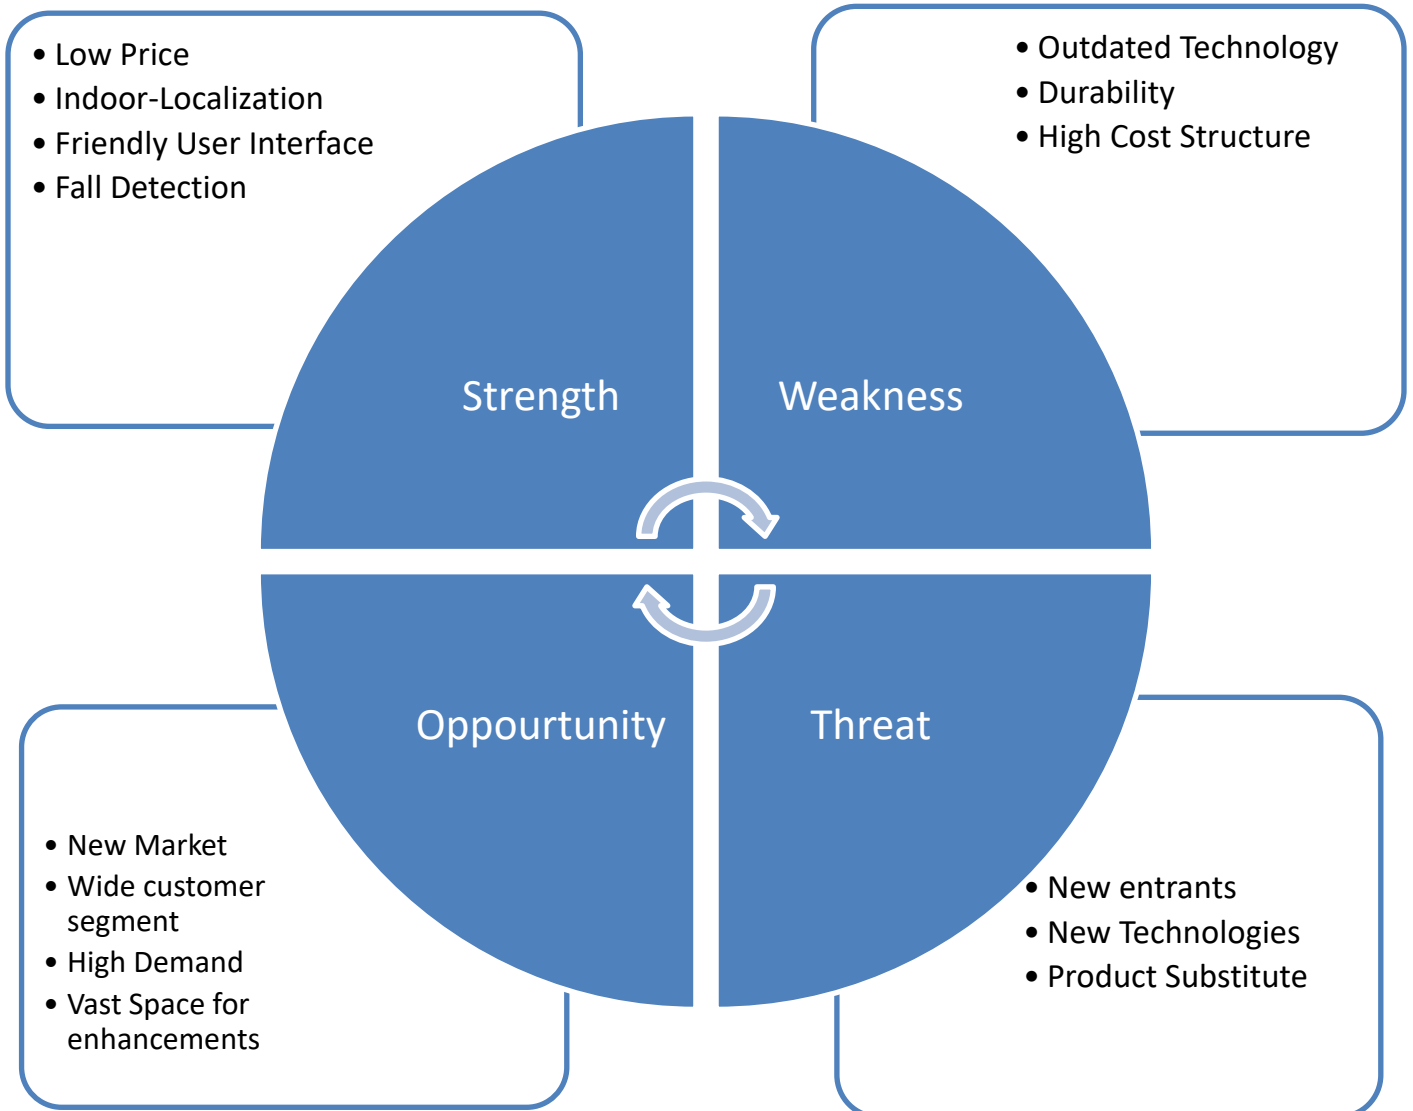 • Low Price
• Indoor-Localization
• Friendly User Interface
• Fall Detection
• Outdated Technology
• Durability
• High Cost Structure
Strength
Weakness
Oppourtunity
Threat
• New Market
• Wide customer
segment
• High Demand
• Vast Space for
enhancements
• New entrants
• New Technologies
• Product Substitute